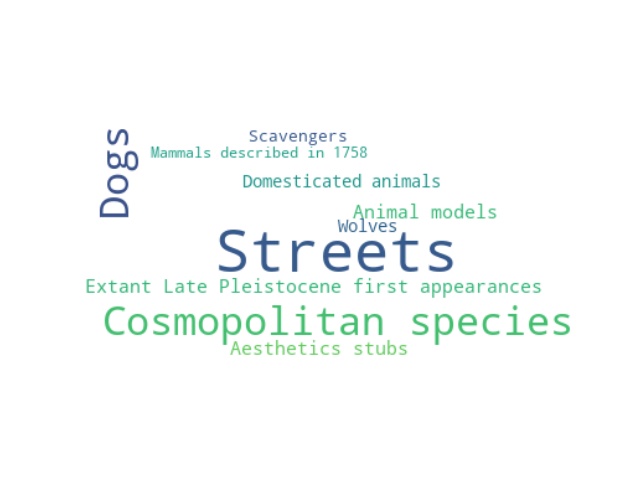 Dogs
Scavengers
Mammals described in 1758
Domesticated animals
Animal models
Wolves
Streets
Extant Late Pleistocene first appearances
Cosmopolitan species
Aesthetics stubs